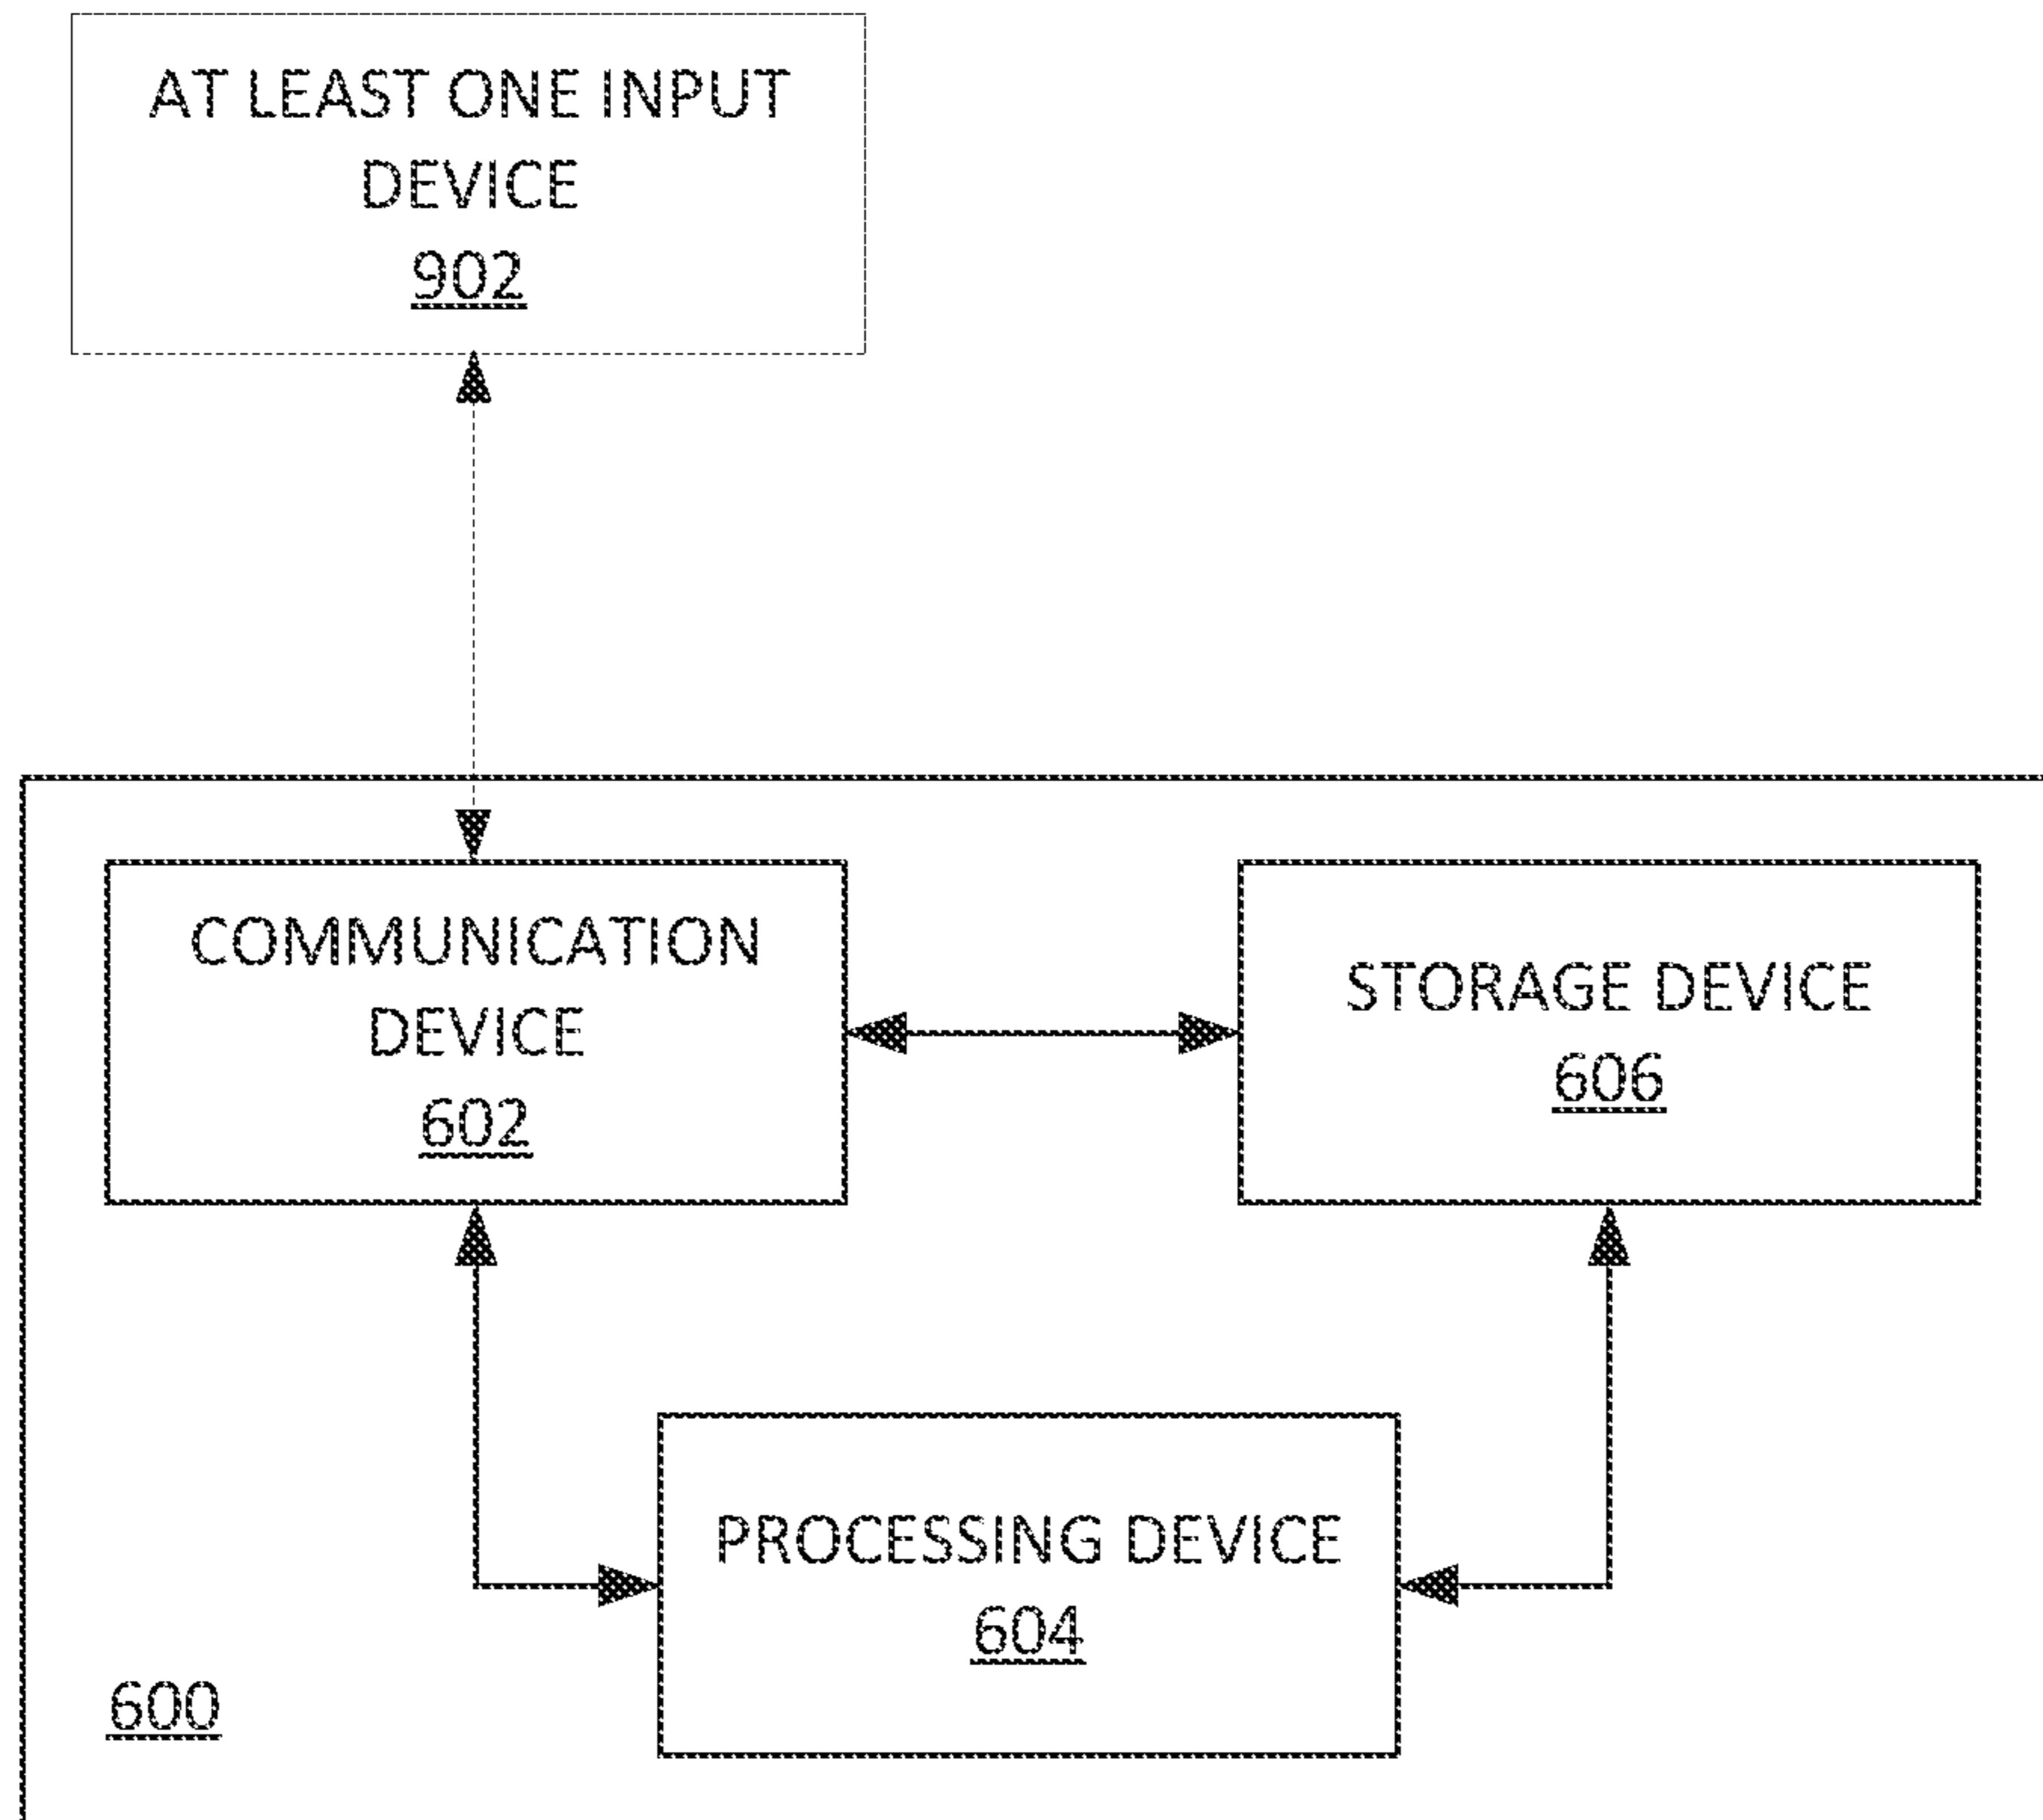 AT LEAST ONE INPUT
DEVICE
902
COMMUNICATION
DEVICE
602
STORAGE DEVICE
606
PROCESSING DEVICE
604
600